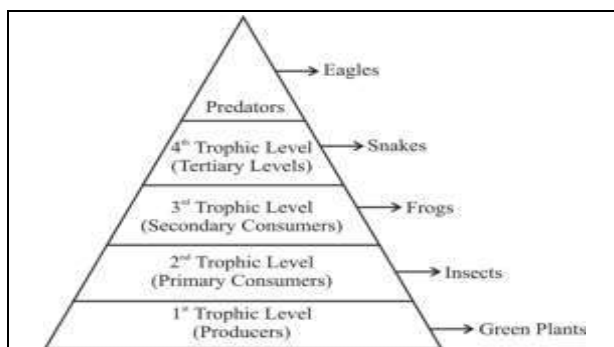 Eagles
Predators
4th Trophic Level
(Tertiary Levels)
Snakes
3rd Trophic Level
(Secondary Consumers)
Frogs
2nd Trophic Level
(Primary Consumers)
Insects
1st Trophic Level
(Producers)
Green Plants